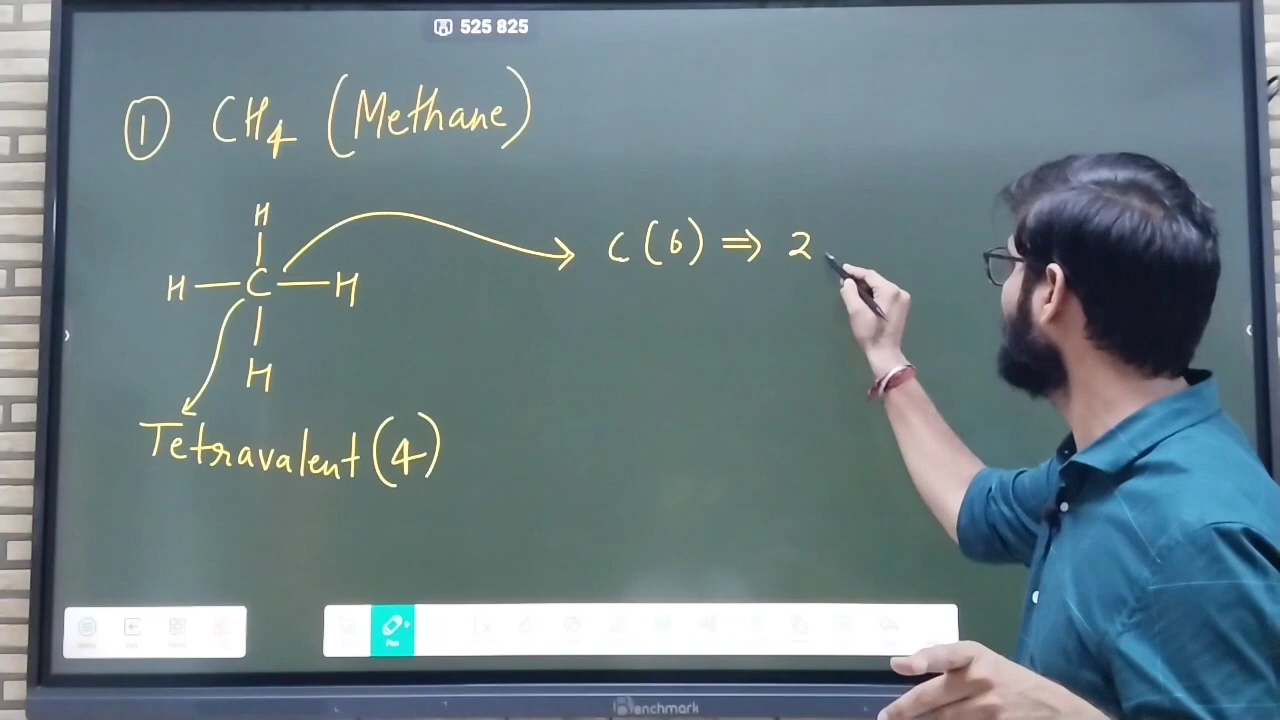 525 825
① CH₄ (Methane)
H
H — C — H
H
C (6) ⇒ 2
Tetravalent (4)
Benchmark